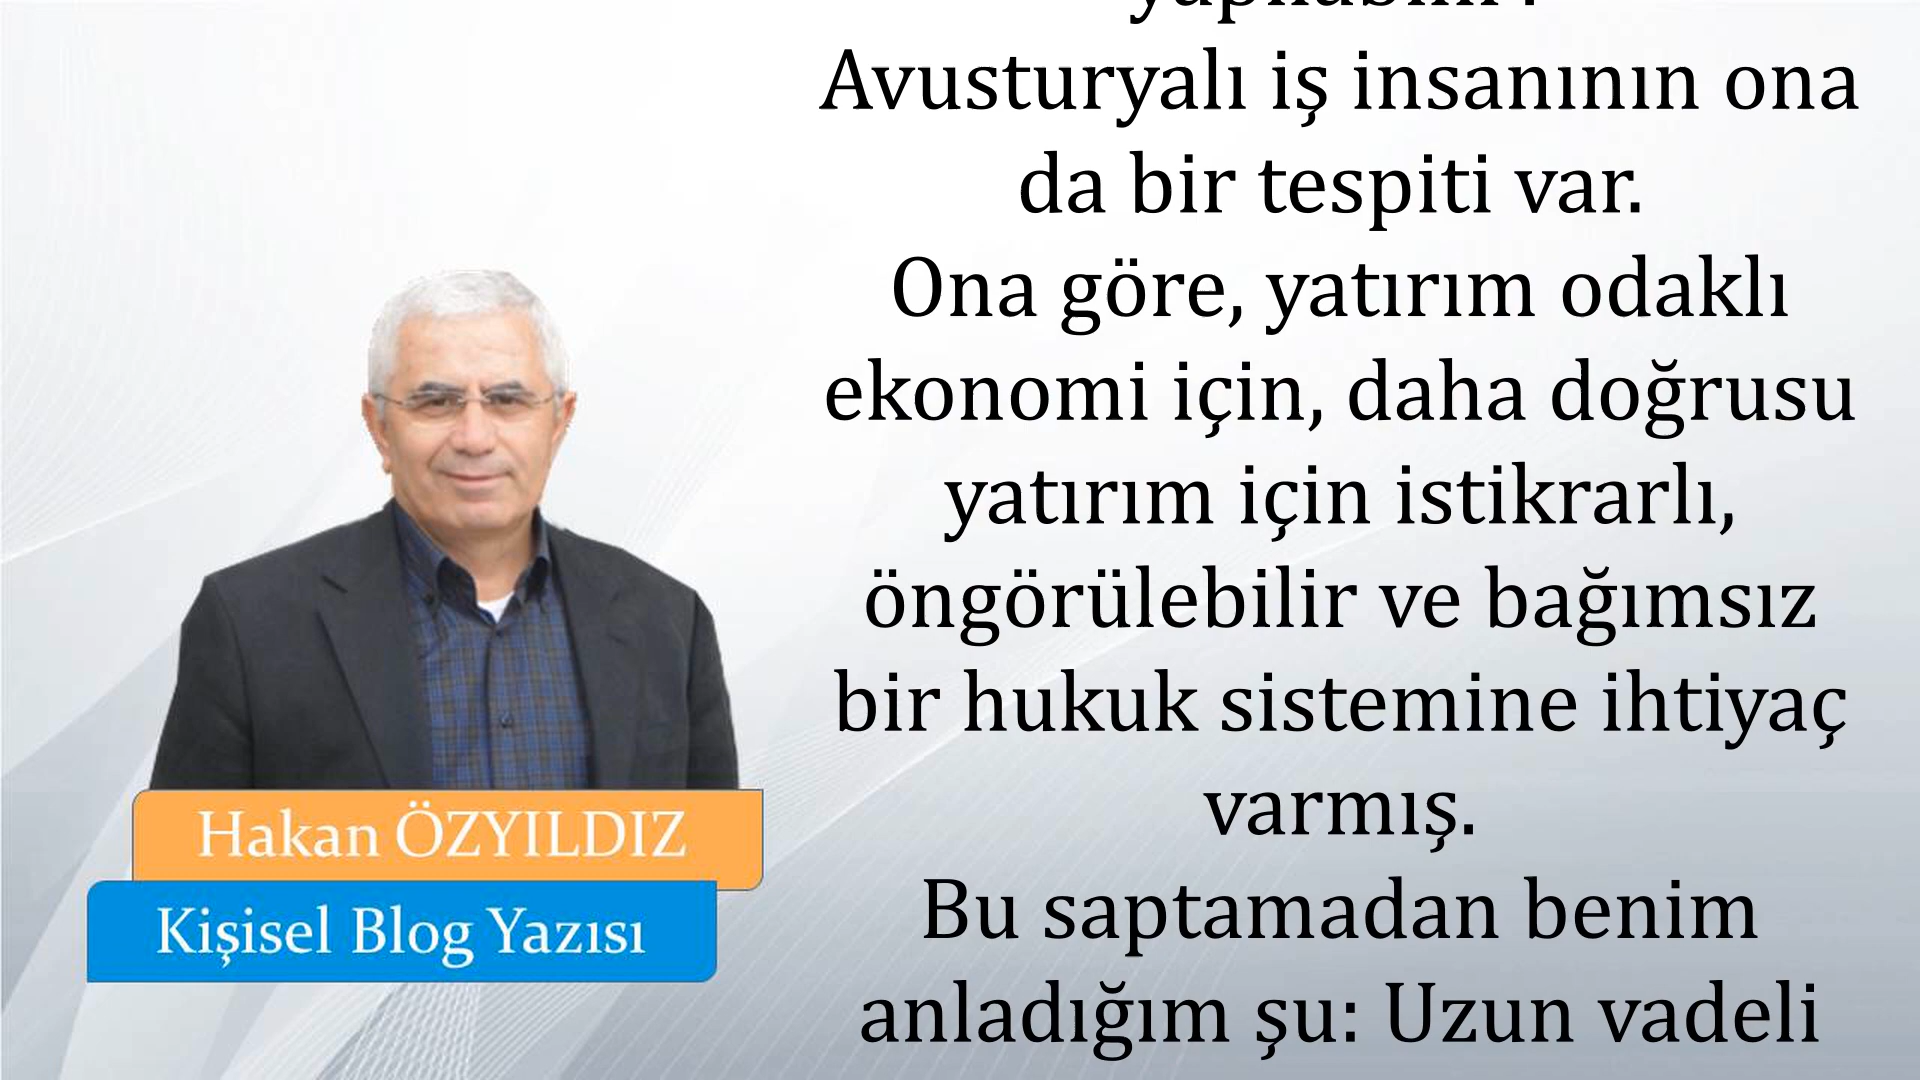 Avusturyalı iş insanının ona
da bir tespiti var.
Ona göre, yatırım odaklı
ekonomi için, daha doğrusu
yatırım için istikrarlı,
öngörülebilir ve bağımsız
bir hukuk sistemine ihtiyaç
varmış.
Bu saptamadan benim
anladığım şu: Uzun vadeli
Hakan ÖZYILDIZ
Kişisel Blog Yazısı